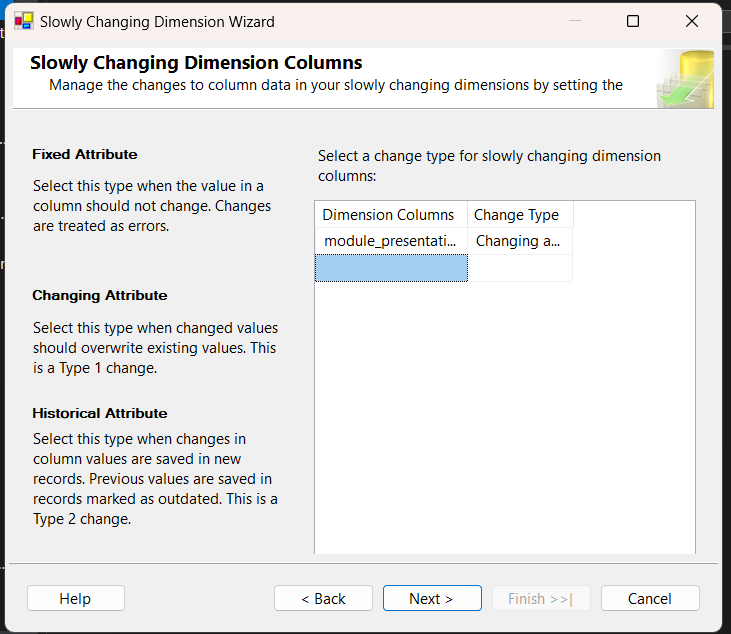 Slowly Changing Dimension Wizard
Slowly Changing Dimension Columns
Manage the changes to column data in your slowly changing dimensions by setting the
Fixed Attribute
Select this type when the value in a
column should not change. Changes
are treated as errors.
Changing Attribute
Select this type when changed values
should overwrite existing values. This
is a Type 1 change.
Historical Attribute
Select this type when changes in
column values are saved in new
records. Previous values are saved in
records marked as outdated. This is a
Type 2 change.
Select a change type for slowly changing dimension
columns:
Dimension Columns Change Type
module_presentati... Changing a...
Help < Back Next > Finish >>| Cancel